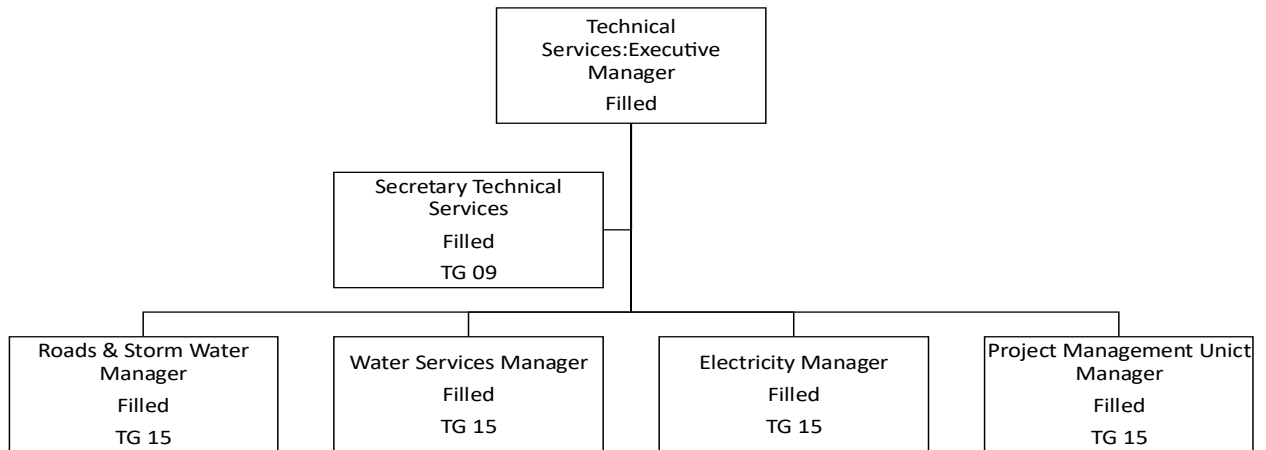 Technical
Services:Executive
Manager
Filled
Secretary Technical
Services
Filled
TG 09
Roads & Storm Water
Manager
Filled
TG 15
Water Services Manager
Filled
TG 15
Electricity Manager
Filled
TG 15
Project Management Unict
Manager
Filled
TG 15